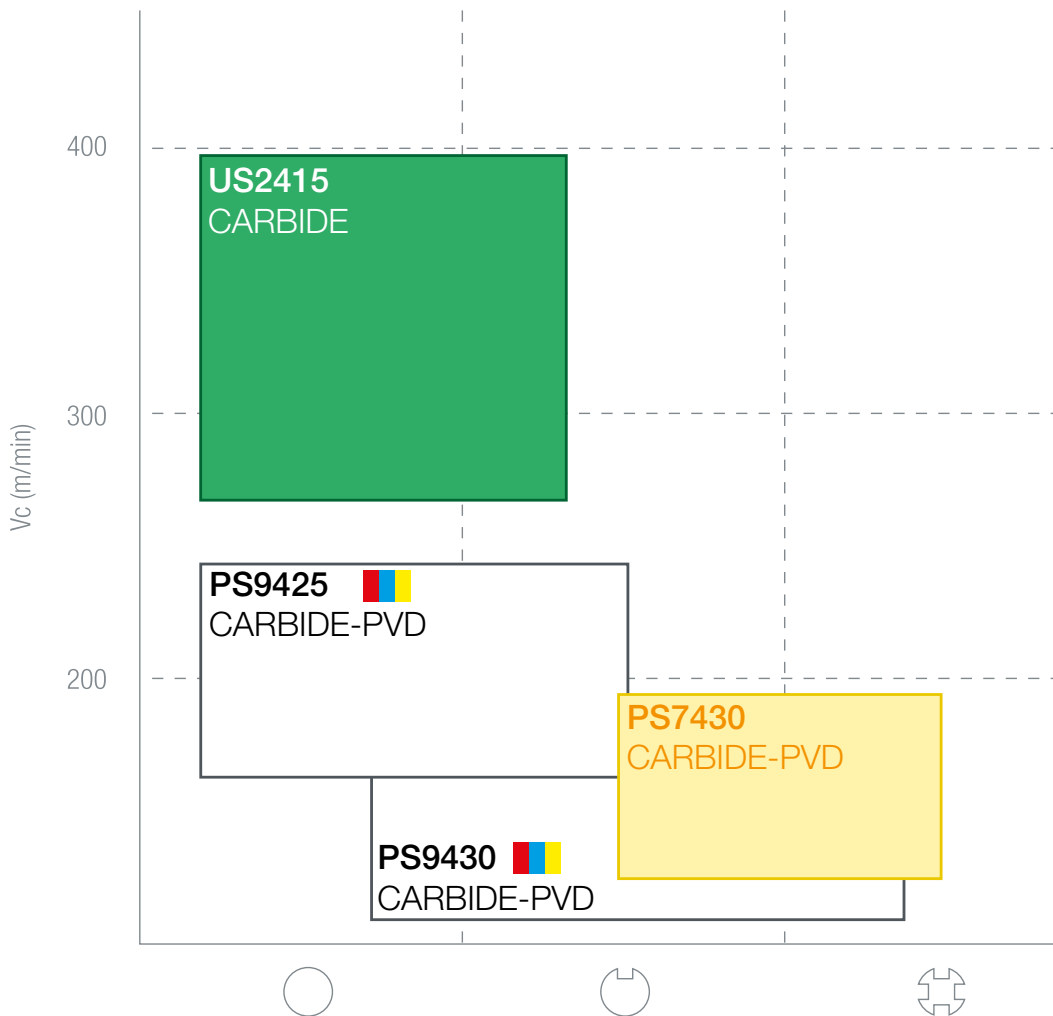 400
US2415
CARBIDE
300
Vc (m/min)
PS9425
CARBIDE-PVD
200
PS7430
CARBIDE-PVD
PS9430
CARBIDE-PVD